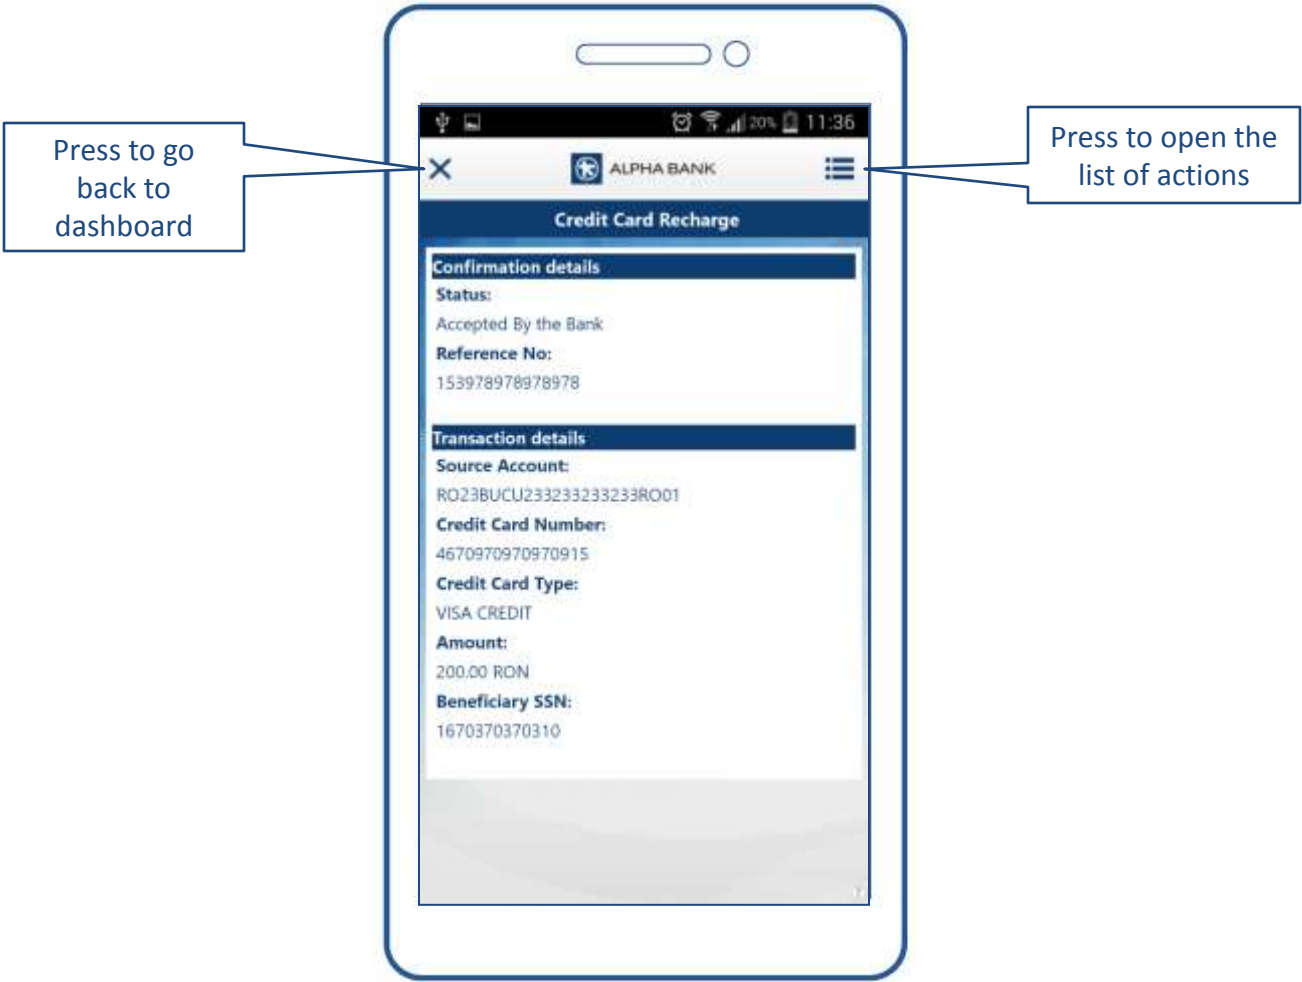 20% 11:36
Press to go
back to
dashboard
ALPHA BANK
Press to open the
list of actions
Credit Card Recharge
Confirmation details
Status:
Accepted By the Bank
Reference No:
153978978978978
Transaction details
Source Account:
RO23BUCU233233233233RO01
Credit Card Number:
4670970970970915
Credit Card Type:
VISA CREDIT
Amount:
200.00 RON
Beneficiary SSN:
1670370370310